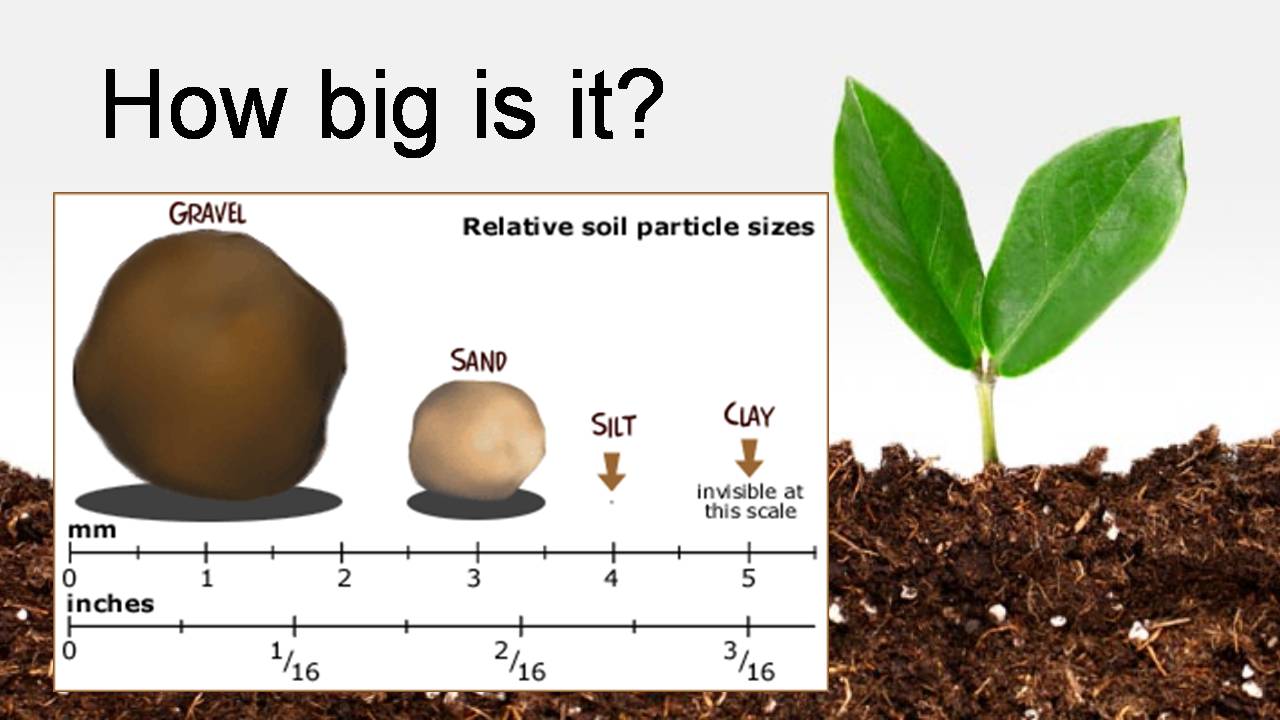 How big is it?
GRAVEL
Relative soil particle sizes
SAND
SILT
CLAY
invisible at
this scale
mm
0 1 2 3 4 5
inches
0 1/16 2/16 3/16